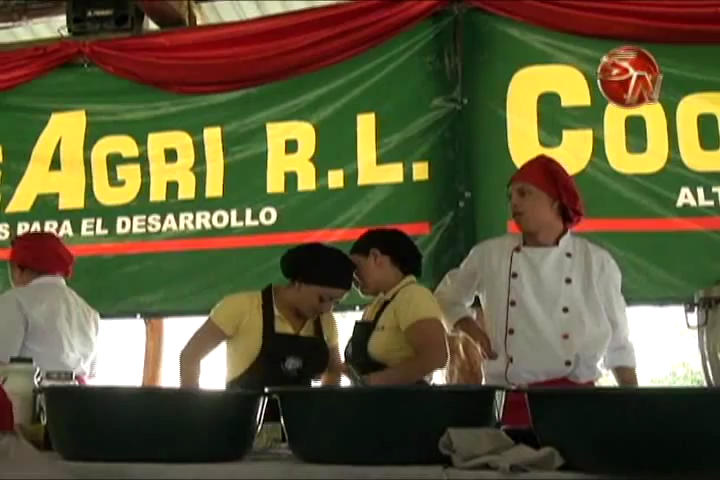 AGRI R.L.
S PARA EL DESARROLLO
COO
ALT